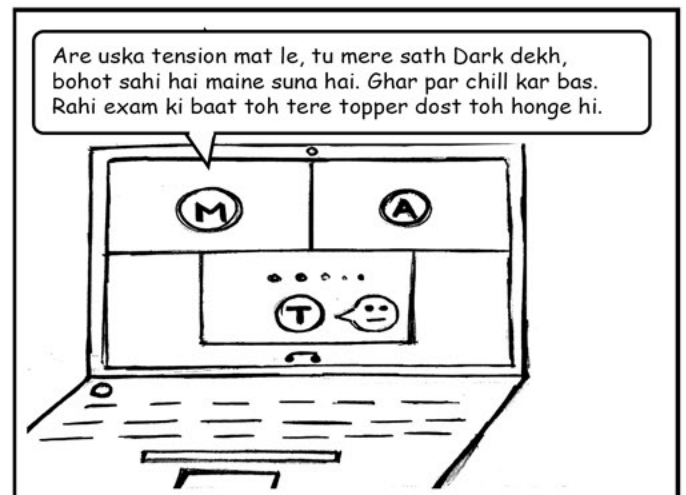 Are uska tension mat le, tu mere sath Dark dekh,
bohot sahi hai maine suna hai. Ghar par chill kar bas.
Rahi exam ki baat toh tere topper dost toh honge hi.
M
A
T